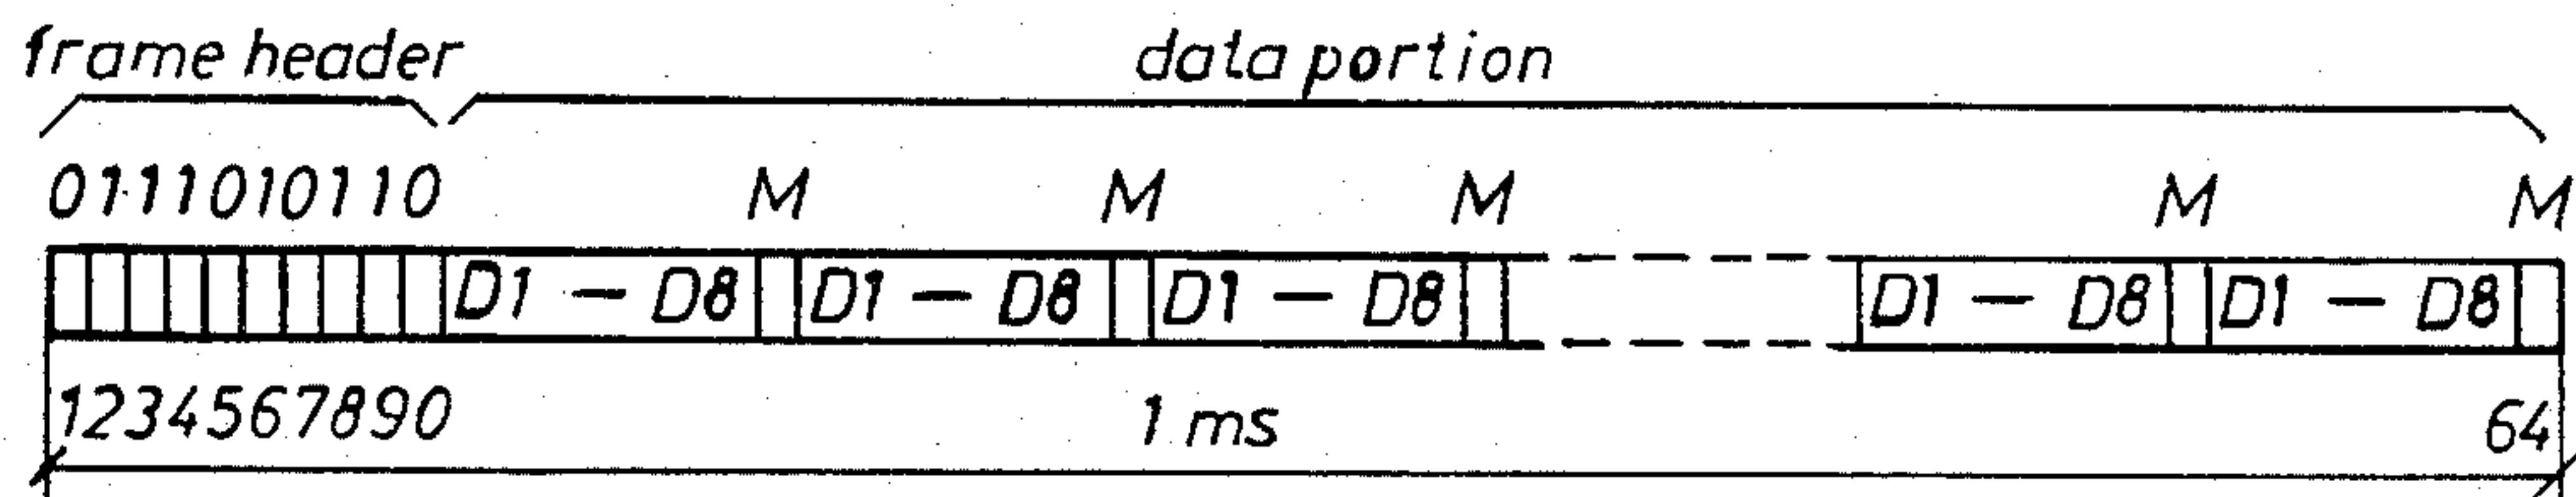 frame header data portion
0111010110 M M M M M
D1 — D8 D1 — D8 D1 — D8 D1 — D8 D1 — D8
1234567890 1 ms 64